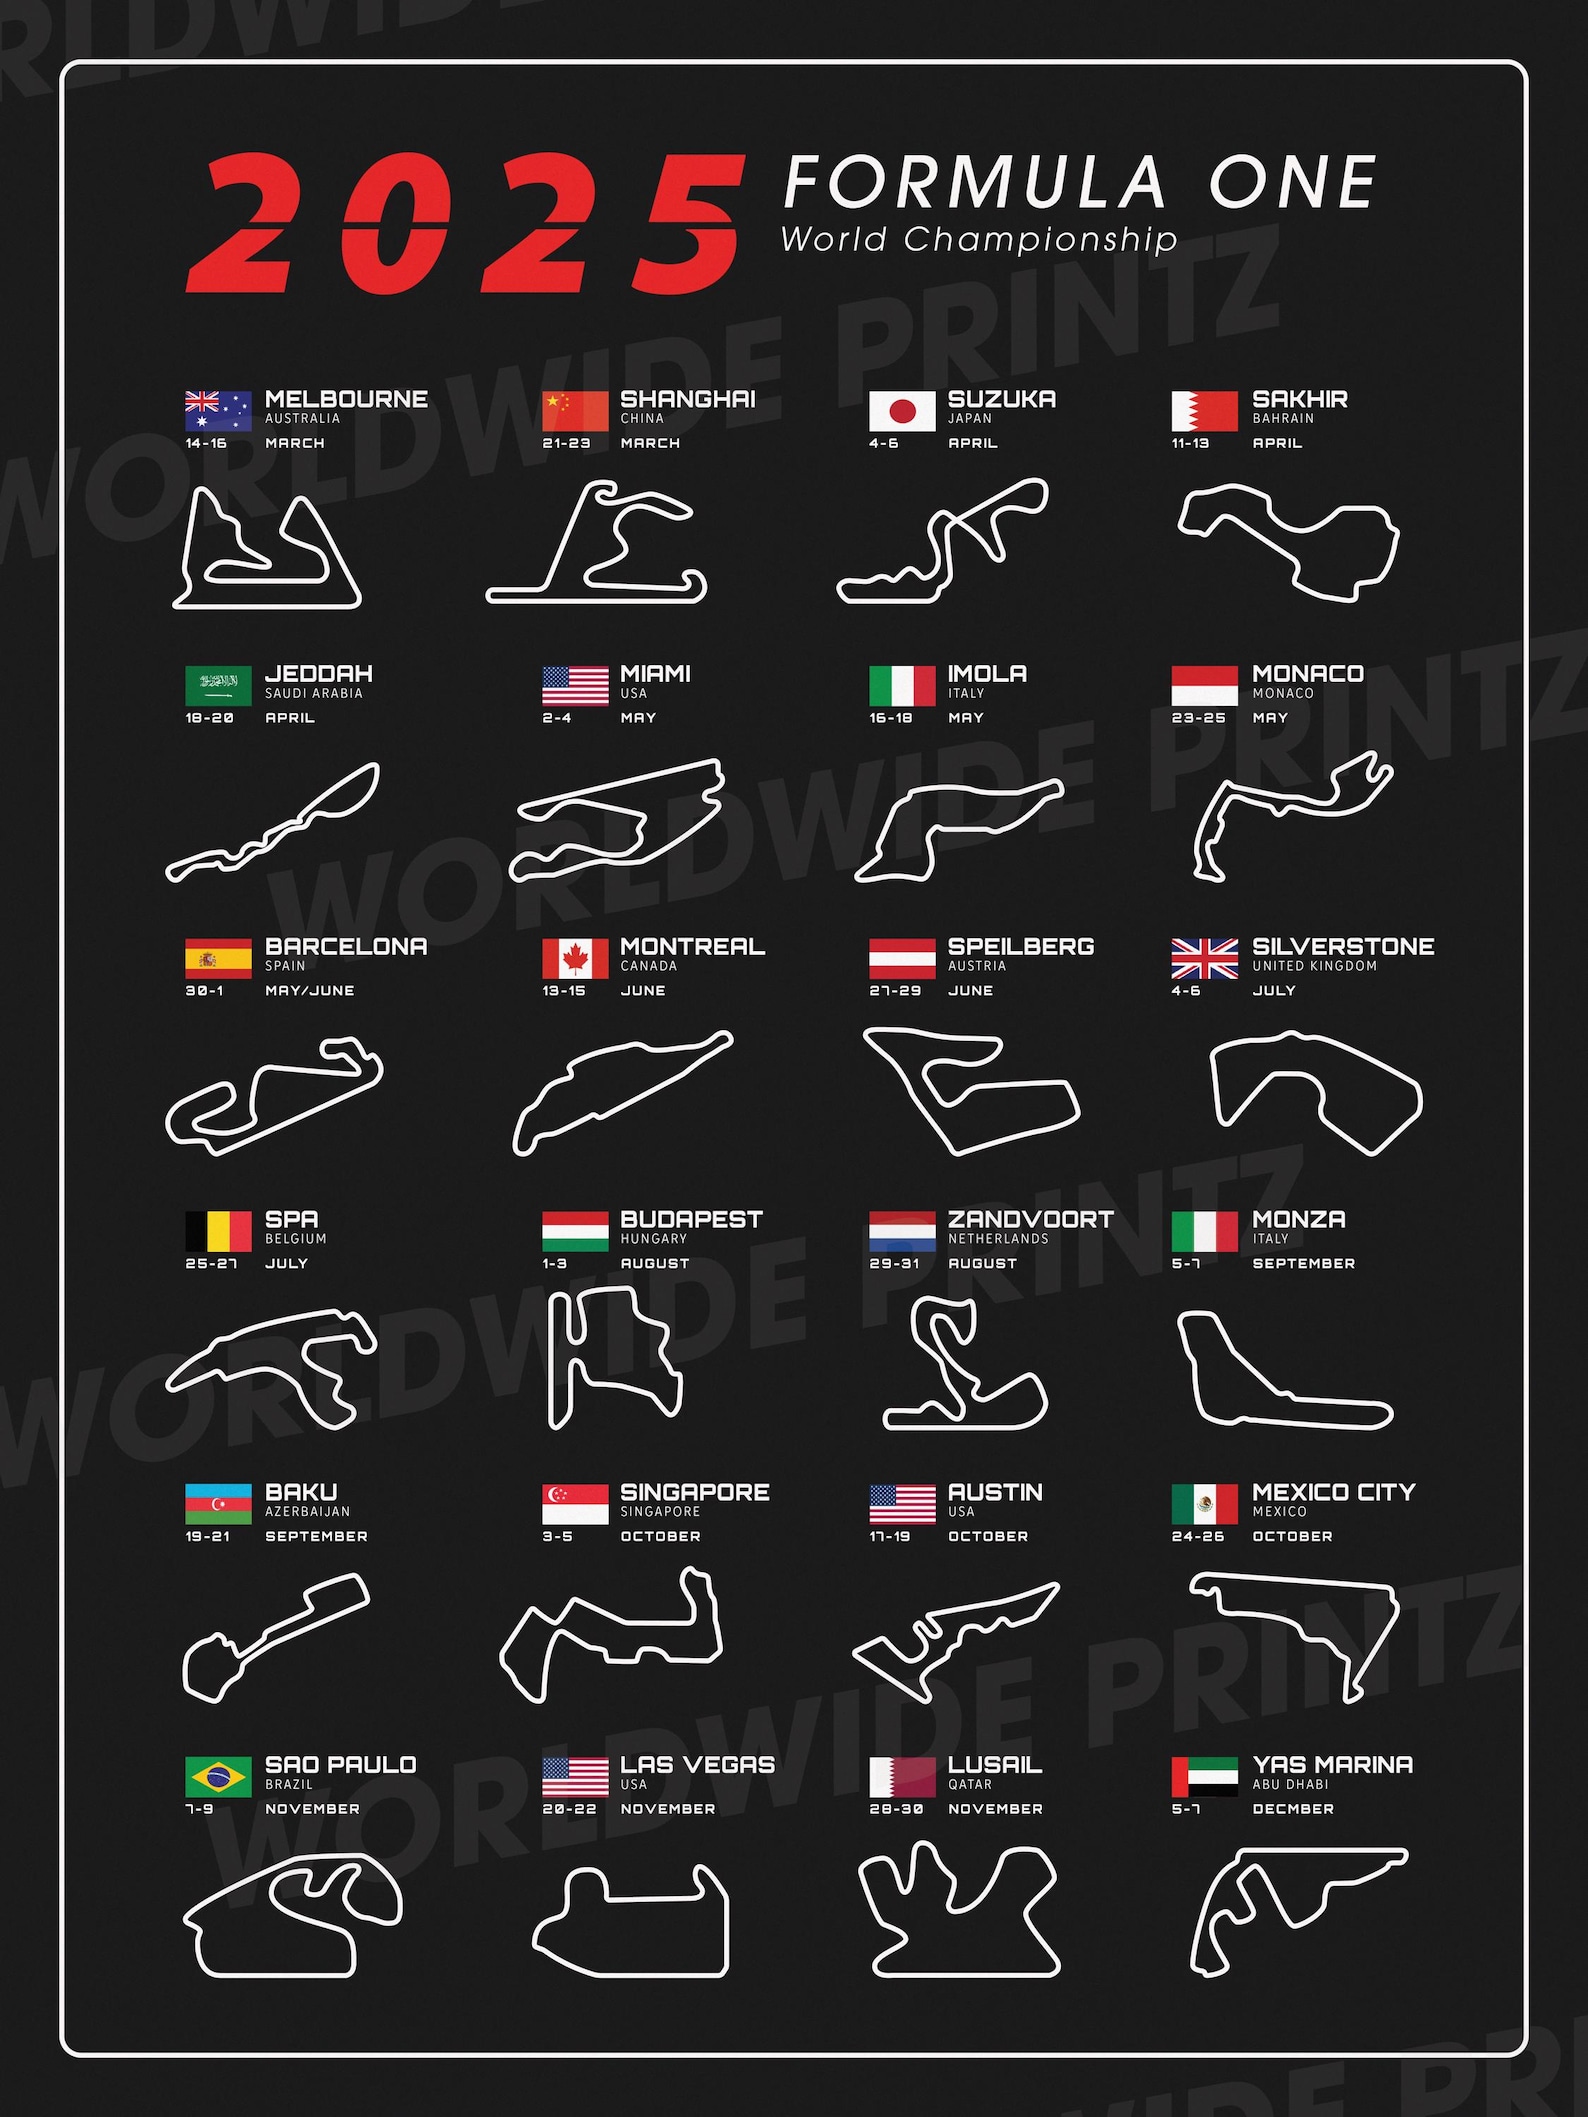 2025 FORMULA ONE
World Championship
MELBOURNE
AUSTRALIA
14-16 MARCH
SHANGHAI
CHINA
21-23 MARCH
SUZUKA
JAPAN
4-6 APRIL
SAKHIR
BAHRAIN
11-13 APRIL
JEDDAH
SAUDI ARABIA
18-20 APRIL
MIAMI
USA
2-4 MAY
IMOLA
ITALY
16-18 MAY
MONACO
MONACO
23-25 MAY
BARCELONA
SPAIN
30-1 MAY/JUNE
MONTREAL
CANADA
13-15 JUNE
SPEILBERG
AUSTRIA
27-29 JUNE
SILVERSTONE
UNITED KINGDOM
4-6 JULY
SPA
BELGIUM
25-27 JULY
BUDAPEST
HUNGARY
1-3 AUGUST
ZANDVOORT
NETHERLANDS
29-31 AUGUST
MONZA
ITALY
5-7 SEPTEMBER
BAKU
AZERBAIJAN
19-21 SEPTEMBER
SINGAPORE
SINGAPORE
3-5 OCTOBER
AUSTIN
USA
17-19 OCTOBER
MEXICO CITY
MEXICO
24-26 OCTOBER
SAO PAULO
BRAZIL
7-9 NOVEMBER
LAS VEGAS
USA
20-22 NOVEMBER
LUSAIL
QATAR
28-30 NOVEMBER
YAS MARINA
ABU DHABI
5-7 DECMBER
WORLDWIDE PRINTZ
WORLDWIDE PRINTZ
WORLDWIDE PRINTZ
WORLDWIDE PRINTZ